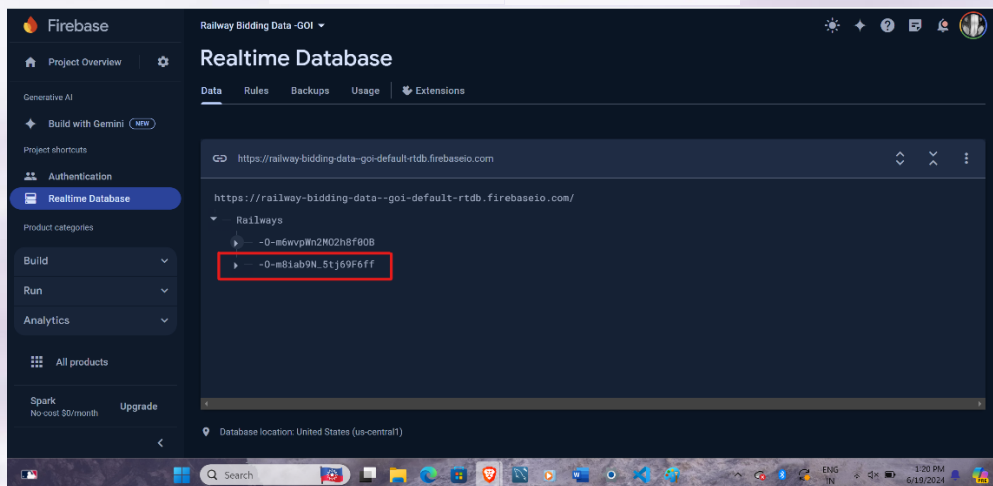 Firebase
Railway Bidding Data -GOI
Project Overview
Realtime Database
Generative AI
Data Rules Backups Usage Extensions
Build with Gemini NEW
Project shortcuts
https://railway-bidding-data--goi-default-rtdb.firebaseio.com
Authentication
Realtime Database
https://railway-bidding-data--goi-default-rtdb.firebaseio.com/
Product categories
Railways
-O-m6wvpWn2MO2h8f0OB
Build
-O-m8iab9N_5tj69F6ff
Run
Analytics
All products
Spark
No-cost $0/month
Upgrade
Database location: United States (us-central1)
Search
ENG
IN
1:20 PM
6/19/2024